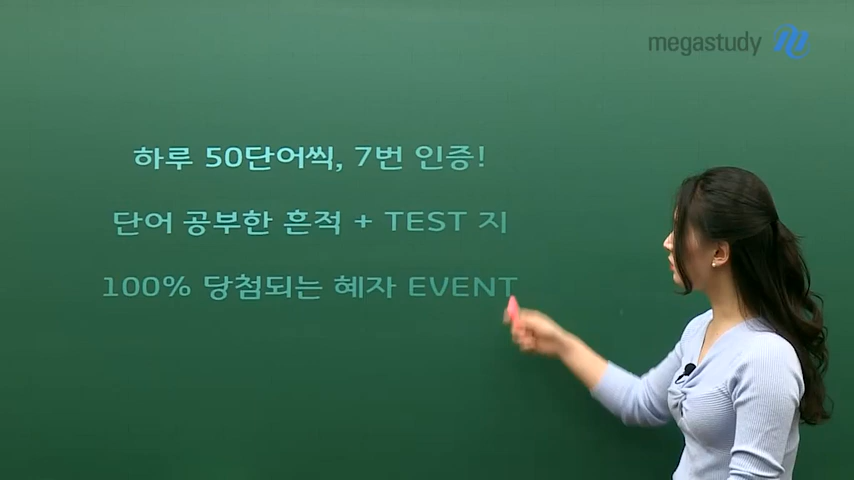 megastudy
하루 50단어씩, 7번 인증!
단어 공부한 흔적 + TEST 지
100% 당첨되는 혜자 EVENT